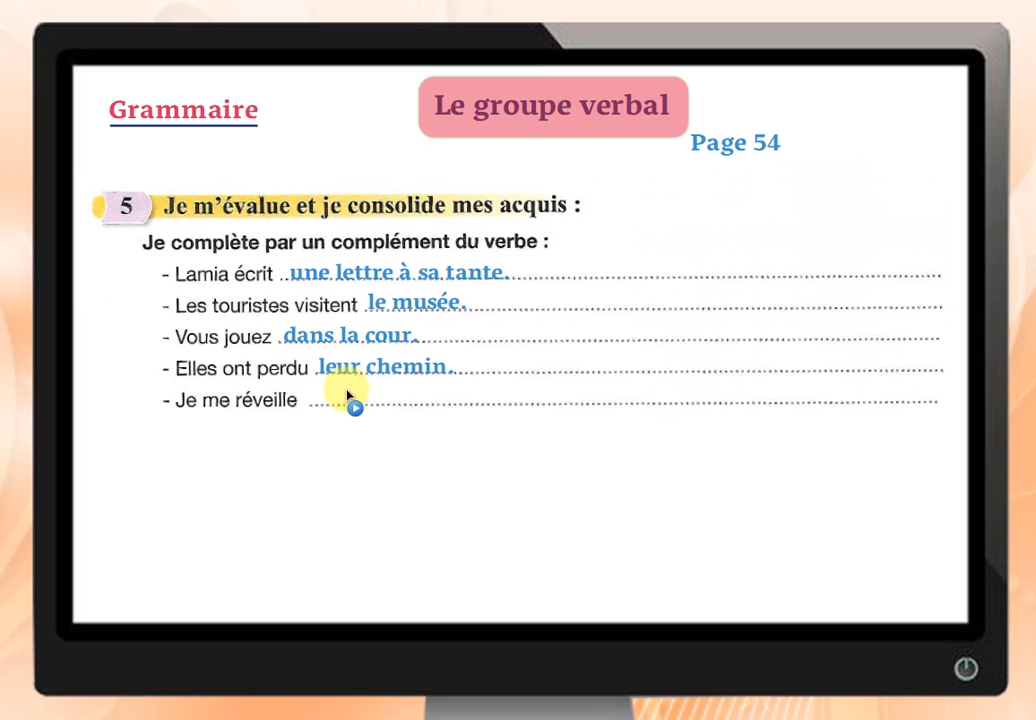 Grammaire
Le groupe verbal
Page 54
5 Je m'évalue et je consolide mes acquis :
Je complète par un complément du verbe :
- Lamia écrit une lettre à sa tante.
- Les touristes visitent le musée.
- Vous jouez dans la cour.
- Elles ont perdu leur chemin.
- Je me réveille